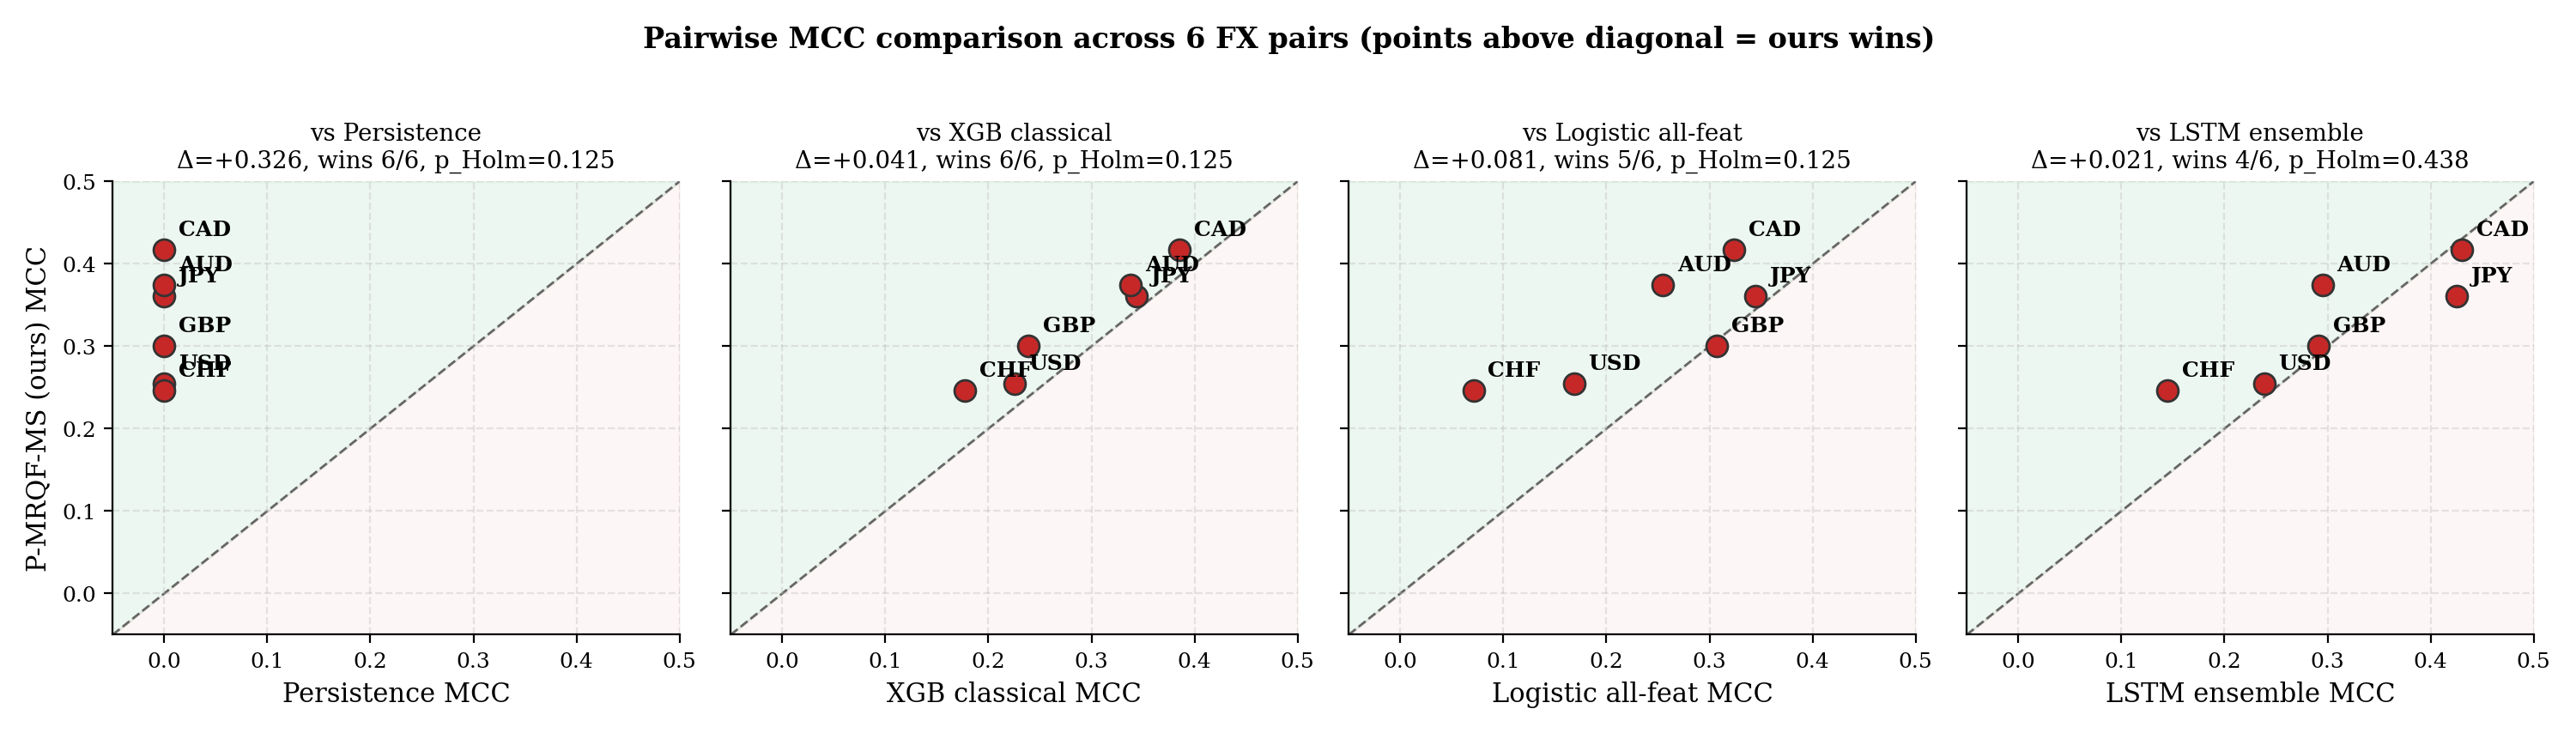 Pairwise MCC comparison across 6 FX pairs (points above diagonal = ours wins)
vs Persistence
Δ=+0.326, wins 6/6, p_Holm=0.125
P-MRQF-MS (ours) MCC
0.5
0.4
0.3
0.2
0.1
0.0
CAD
AUD
JPY
GBP
USD
CHF
0.0 0.1 0.2 0.3 0.4 0.5
Persistence MCC
vs XGB classical
Δ=+0.041, wins 6/6, p_Holm=0.125
CAD
AUD
JPY
GBP
USD
CHF
0.0 0.1 0.2 0.3 0.4 0.5
XGB classical MCC
vs Logistic all-feat
Δ=+0.081, wins 5/6, p_Holm=0.125
CAD
AUD
JPY
GBP
USD
CHF
0.0 0.1 0.2 0.3 0.4 0.5
Logistic all-feat MCC
vs LSTM ensemble
Δ=+0.021, wins 4/6, p_Holm=0.438
CAD
AUD
JPY
GBP
USD
CHF
0.0 0.1 0.2 0.3 0.4 0.5
LSTM ensemble MCC